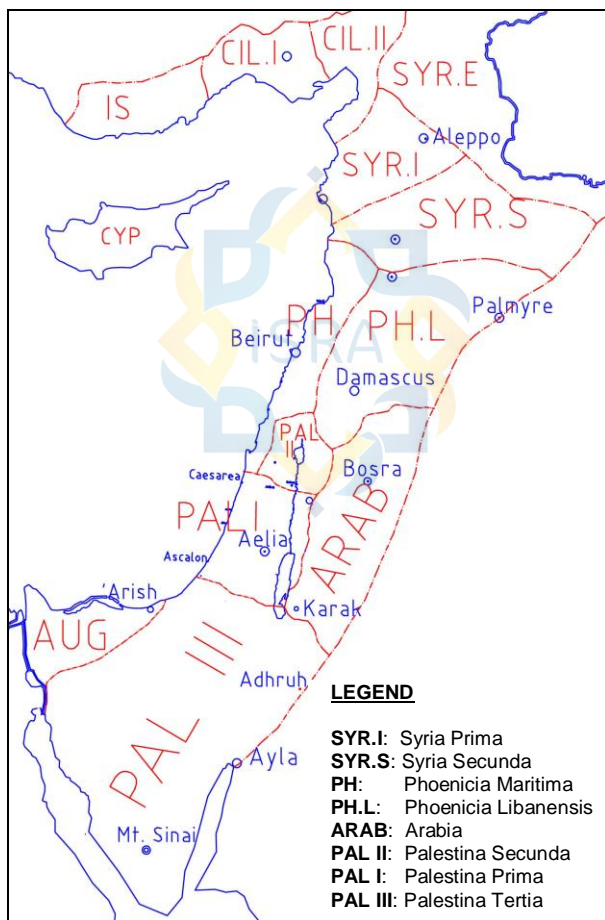 CIL.II
CIL.I
SYR.E
IS
Aleppo
SYR.I
SYR.S
CYP
ISRA
PH
Palmyre
Beirut
PH.L
Damascus
PAL
II
Bosra
Caesarea
PAL I
ARAB
Aelia
Ascalon
'Arish
Karak
AUG
PAL III
Adhruh
Ayla
Mt. Sinai
LEGEND
SYR.I: Syria Prima
SYR.S: Syria Secunda
PH: Phoenicia Maritima
PH.L: Phoenicia Libanensis
ARAB: Arabia
PAL II: Palestina Secunda
PAL I: Palestina Prima
PAL III: Palestina Tertia